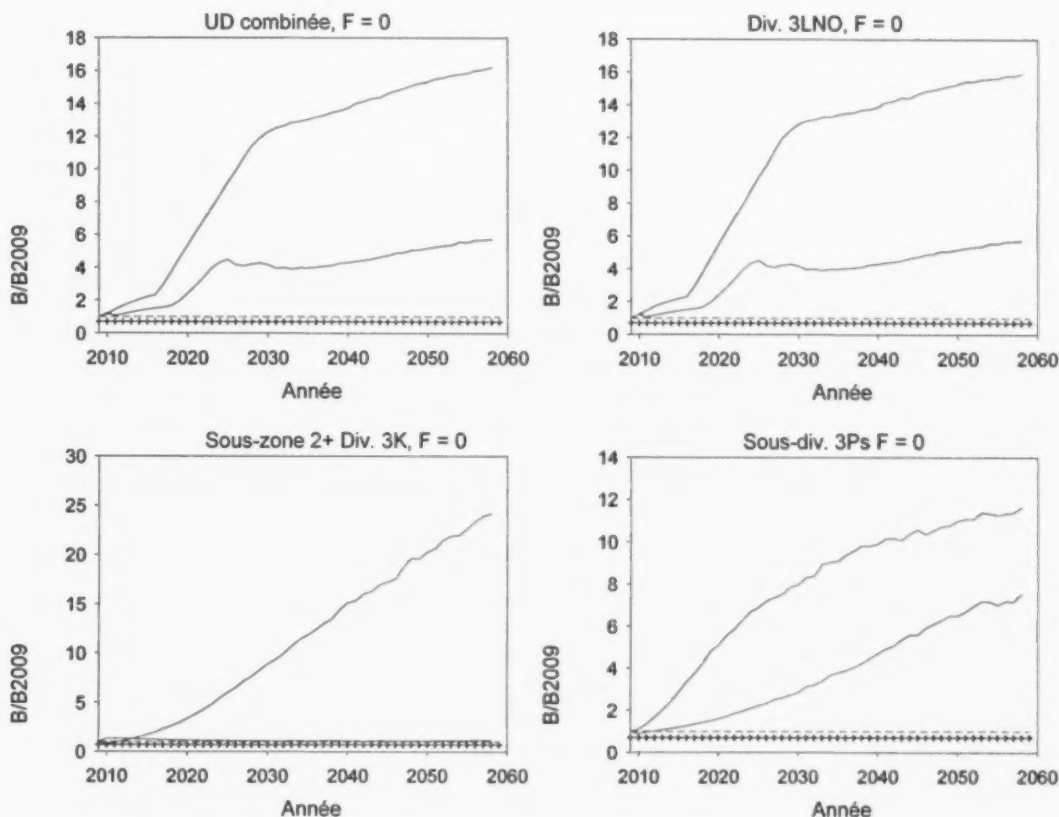 UD combinée, F = 0
18
16
14
12
10
8
6
4
2
0
B/B2009
2010 2020 2030 2040 2050 2060
Année
Div. 3LNO, F = 0
18
16
14
12
10
8
6
4
2
0
B/B2009
2010 2020 2030 2040 2050 2060
Année
Sous-zone 2+ Div. 3K, F = 0
30
25
20
15
10
5
0
B/B2009
2010 2020 2030 2040 2050 2060
Année
Sous-div. 3Ps F = 0
14
12
10
8
6
4
2
0
B/B2009
2010 2020 2030 2040 2050 2060
Année